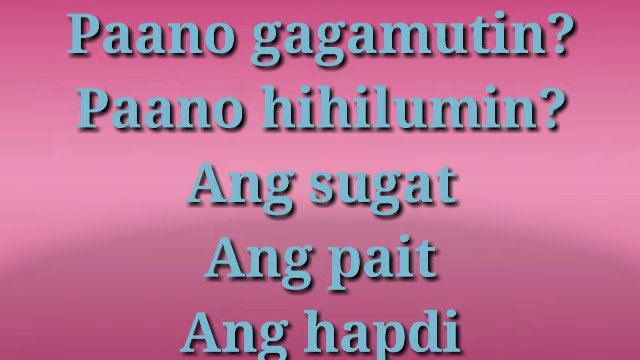 Paano gagamutin?
Paano hihilumin?
Ang sugat
Ang pait
Ang hapdi